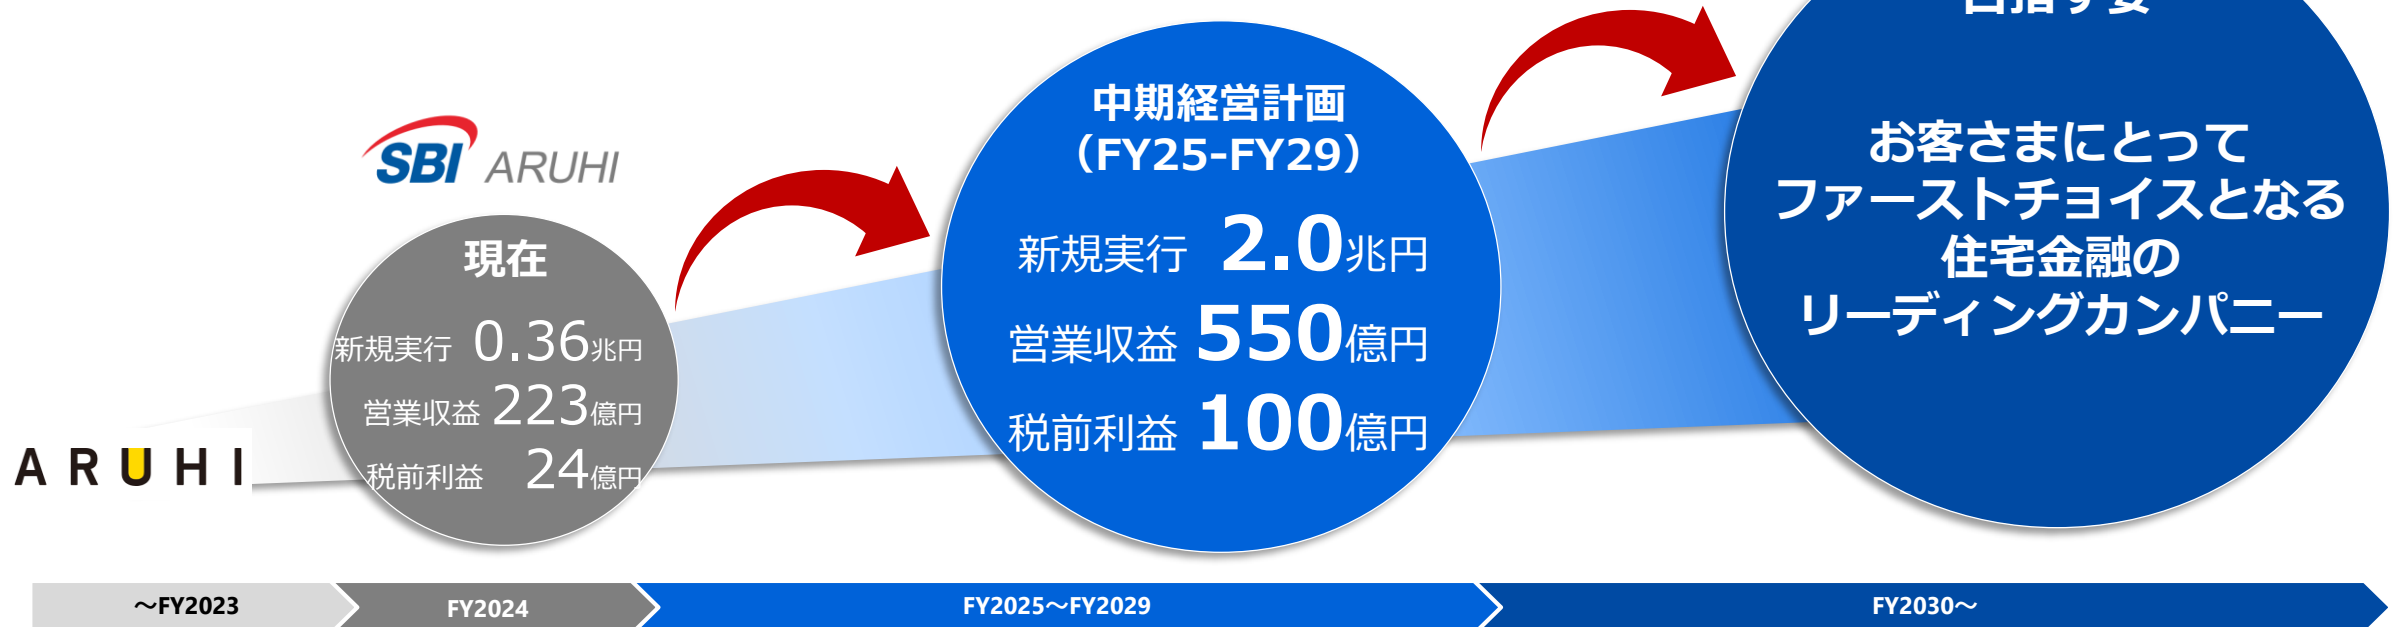 ARUHI
SBI ARUHI
現在
新規実行 0.36兆円
営業収益 223億円
税前利益 24億円
中期経営計画
（FY25-FY29）
新規実行 2.0兆円
営業収益 550億円
税前利益 100億円
目指す姿
お客さまにとって
ファーストチョイスとなる
住宅金融の
リーディングカンパニー
～FY2023
FY2024
FY2025～FY2029
FY2030～